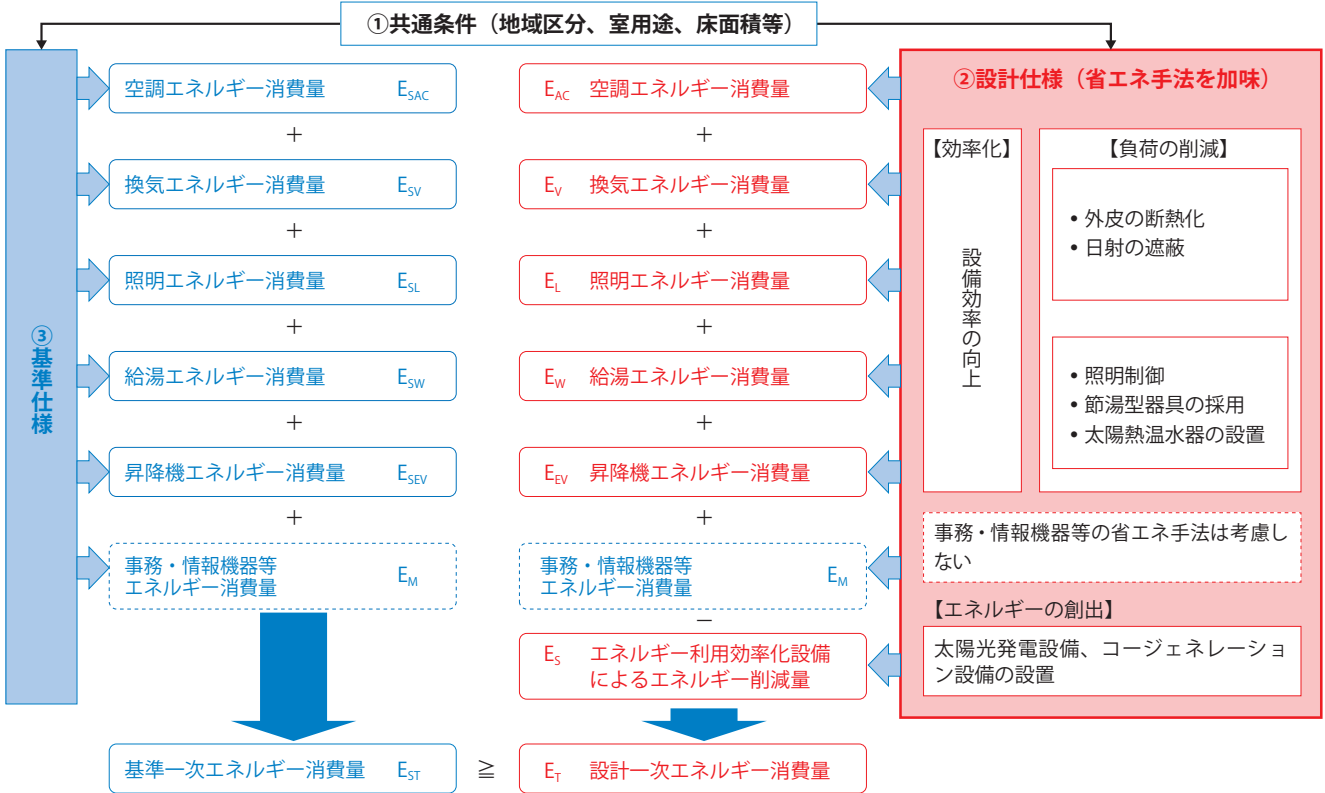 ①共通条件（地域区分、室用途、床面積等）
③基準仕様
空調エネルギー消費量 E_SAC
＋
換気エネルギー消費量 E_SV
＋
照明エネルギー消費量 E_SL
＋
給湯エネルギー消費量 E_SW
＋
昇降機エネルギー消費量 E_SEV
＋
事務・情報機器等
エネルギー消費量 E_M
基準一次エネルギー消費量 E_ST
≧
E_AC 空調エネルギー消費量
＋
E_V 換気エネルギー消費量
＋
E_L 照明エネルギー消費量
＋
E_W 給湯エネルギー消費量
＋
E_EV 昇降機エネルギー消費量
＋
事務・情報機器等
エネルギー消費量 E_M
−
E_S エネルギー利用効率化設備
によるエネルギー削減量
E_T 設計一次エネルギー消費量
②設計仕様（省エネ手法を加味）
【効率化】
設備効率の向上
【負荷の削減】
• 外皮の断熱化
• 日射の遮蔽
• 照明制御
• 節湯型器具の採用
• 太陽熱温水器の設置
事務・情報機器等の省エネ手法は考慮し
ない
【エネルギーの創出】
太陽光発電設備、コージェネレーショ
ン設備の設置